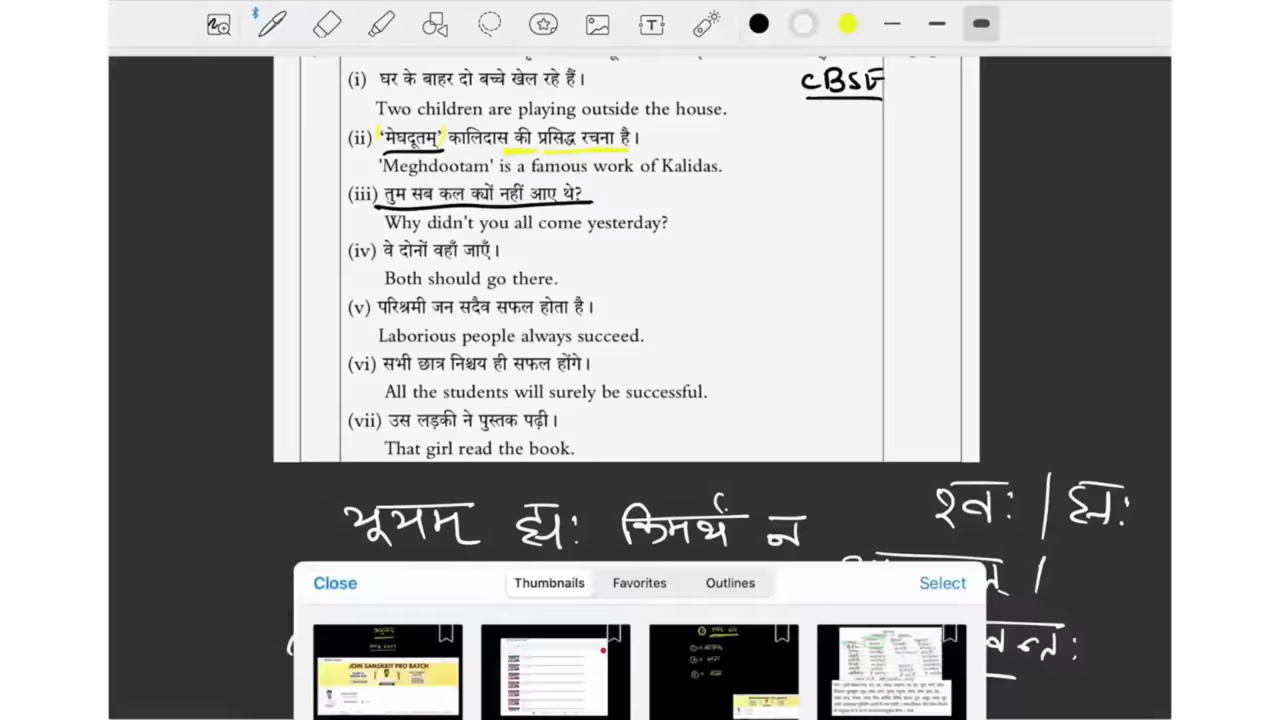 CBSE
(i) घर के बाहर दो बच्चे खेल रहे हैं।
Two children are playing outside the house.
(ii) 'मेघदूतम्' कालिदास की प्रसिद्ध रचना है।
'Meghdootam' is a famous work of Kalidas.
(iii) तुम सब कल क्यों नहीं आए थे?
Why didn't you all come yesterday?
(iv) वे दोनों वहाँ जाएँ।
Both should go there.
(v) परिश्रमी जन सदैव सफल होता है।
Laborious people always succeed.
(vi) सभी छात्र निश्चय ही सफल होंगे।
All the students will surely be successful.
(vii) उस लड़की ने पुस्तक पढ़ी।
That girl read the book.
श्वः / ह्यः
यूयम् ह्यः किमर्थं न
Close Thumbnails Favorites Outlines Select
JOIN SANSKRIT PRO BATCH